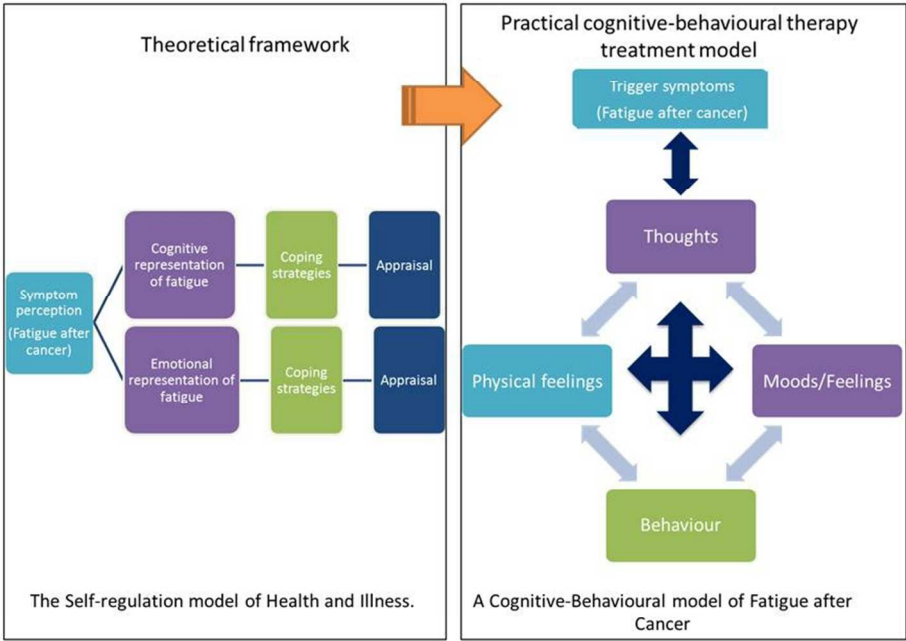 Theoretical framework
Symptom
perception
(Fatigue after
cancer)
Cognitive
representation
of fatigue
Coping
strategies
Appraisal
Emotional
representation of
fatigue
Coping
strategies
Appraisal
The Self-regulation model of Health and Illness.
Practical cognitive-behavioural therapy
treatment model
Trigger symptoms
(Fatigue after cancer)
Thoughts
Physical feelings
Moods/Feelings
Behaviour
A Cognitive-Behavioural model of Fatigue after
Cancer